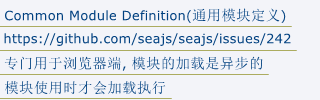 Common Module Definition(通用模块定义)
https://github.com/seajs/seajs/issues/242
专门用于浏览器端, 模块的加载是异步的
模块使用时才会加载执行